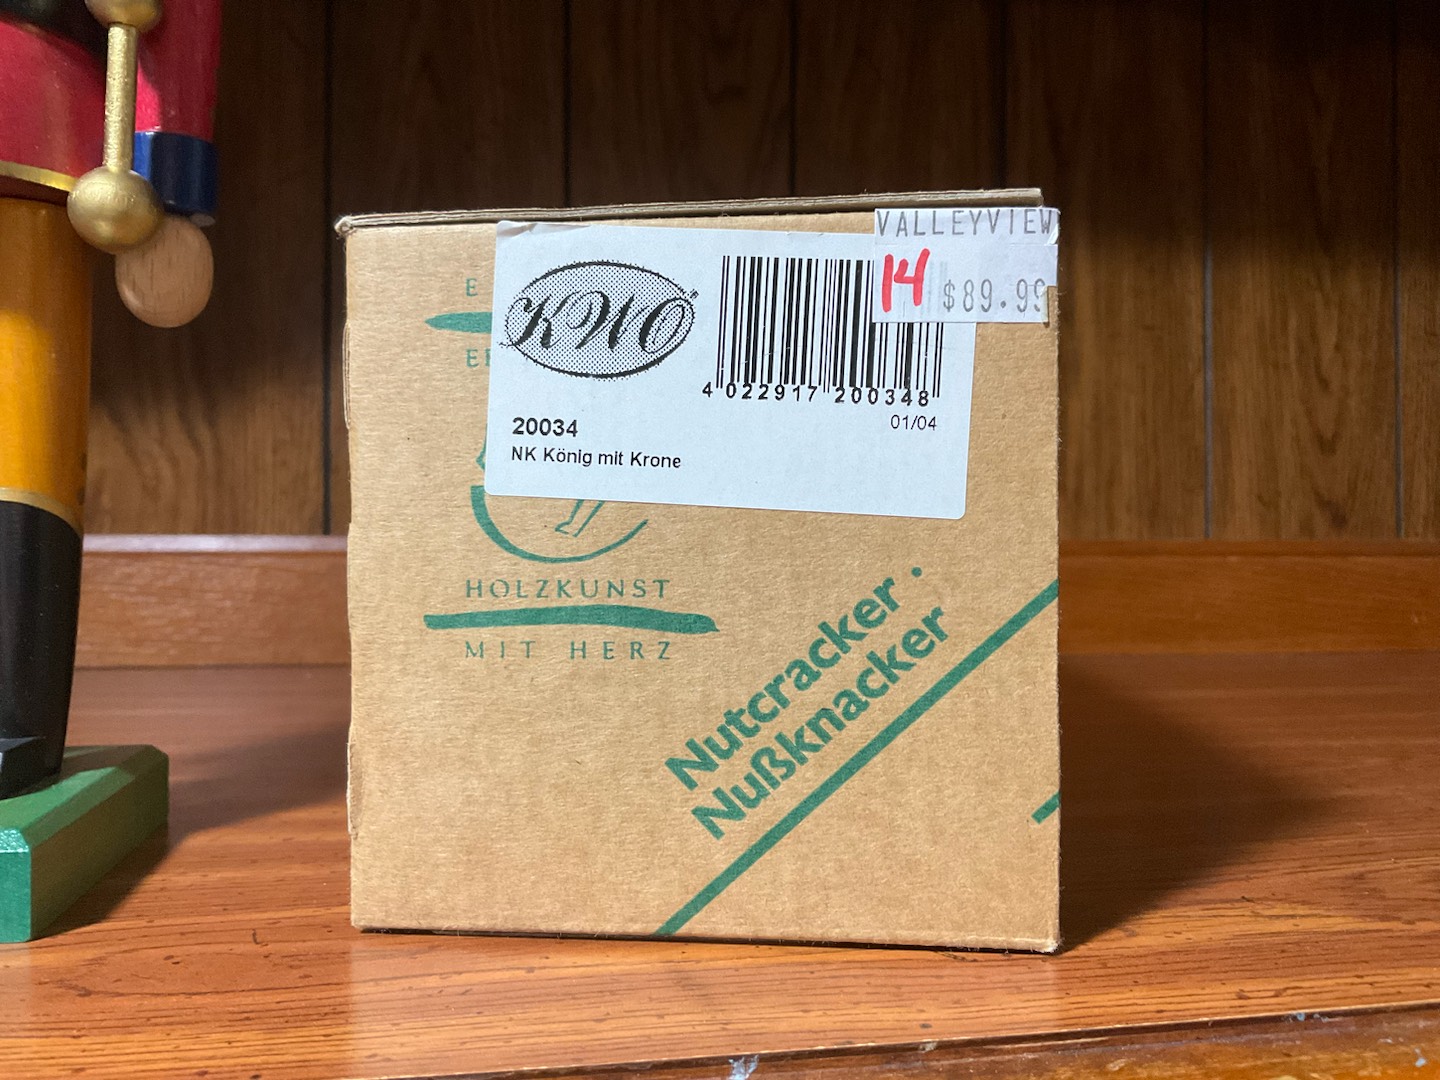 VALLEYVIEW
14
$89.99
KWO
4 022917 200348
01/04
20034
NK König mit Krone
HOLZKUNST
MIT HERZ
Nutcracker ·
Nußknacker